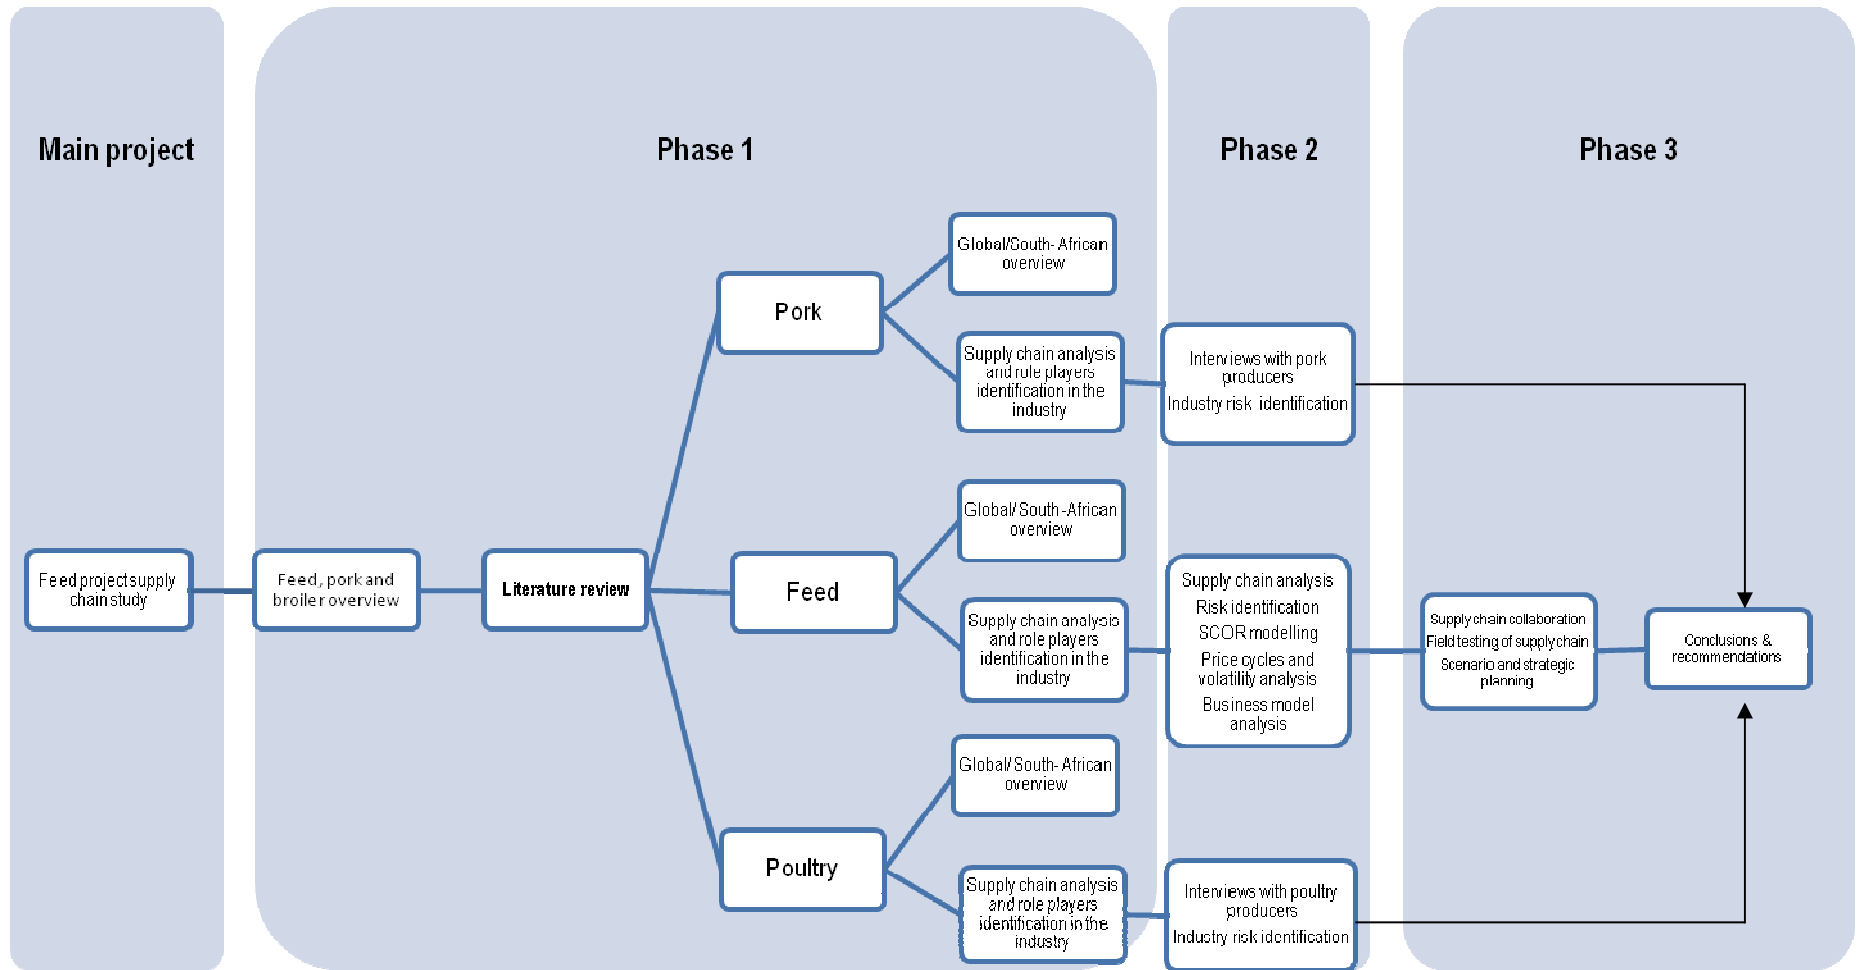 Main project
Phase 1
Phase 2
Phase 3
Feed project supply
chain study
Feed, pork and
broiler overview
Literature review
Pork
Global/South-African
overview
Supply chain analysis
and role players
identification in the
industry
Interviews with pork
producers
Industry risk identification
Feed
Global/South-African
overview
Supply chain analysis
and role players
identification in the
industry
Supply chain analysis
Risk identification
SCOR modelling
Price cycles and
volatility analysis
Business model
analysis
Supply chain collaboration
Field testing of supply chain
Scenario and strategic
planning
Conclusions &
recommendations
Poultry
Global/South-African
overview
Supply chain analysis
and role players
identification in the
industry
Interviews with poultry
producers
Industry risk identification